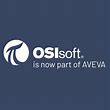 OSIsoft.
is now part of AVEVA